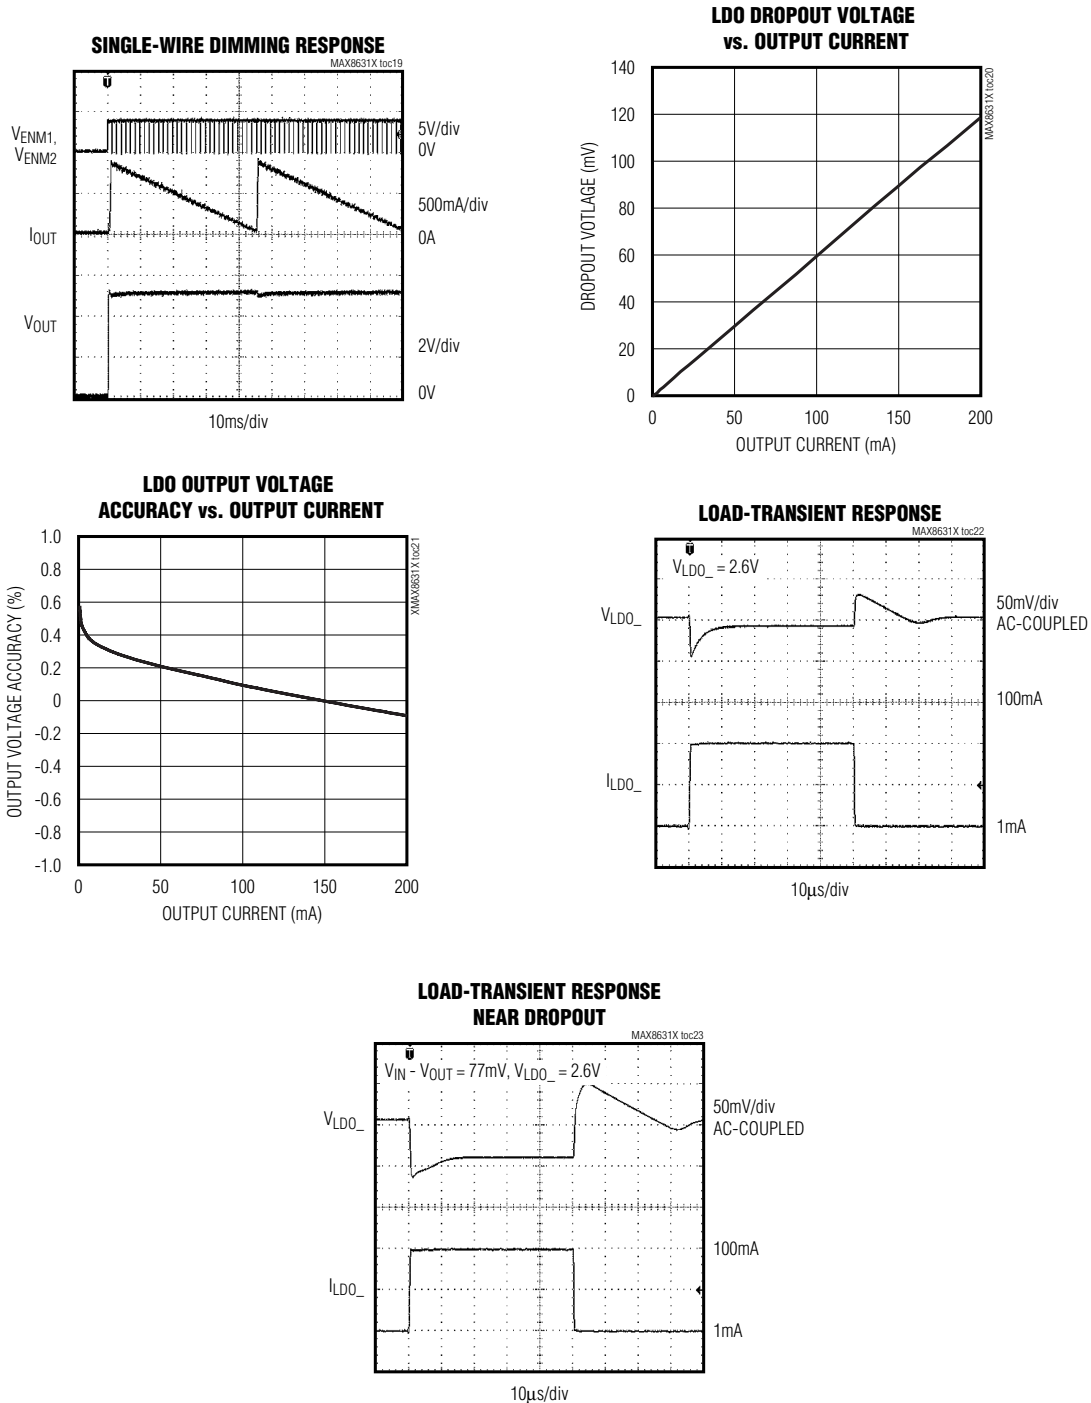 SINGLE-WIRE DIMMING RESPONSE
MAX8631X toc19
VENM1,
VENM2
5V/div
0V
500mA/div
IOUT
0A
VOUT
2V/div
0V
10ms/div
LDO DROPOUT VOLTAGE
vs. OUTPUT CURRENT
MAX8631X toc20
DROPOUT VOTLAGE (mV)
140
120
100
80
60
40
20
0
0 50 100 150 200
OUTPUT CURRENT (mA)
LDO OUTPUT VOLTAGE
ACCURACY vs. OUTPUT CURRENT
XMAX8631X toc21
OUTPUT VOLTAGE ACCURACY (%)
1.0
0.8
0.6
0.4
0.2
0
-0.2
-0.4
-0.6
-0.8
-1.0
0 50 100 150 200
OUTPUT CURRENT (mA)
LOAD-TRANSIENT RESPONSE
MAX8631X toc22
VLDO_ = 2.6V
VLDO_
50mV/div
AC-COUPLED
100mA
ILDO_
1mA
10μs/div
LOAD-TRANSIENT RESPONSE
NEAR DROPOUT
MAX8631X toc23
VIN - VOUT = 77mV, VLDO_ = 2.6V
VLDO_
50mV/div
AC-COUPLED
100mA
ILDO_
1mA
10μs/div